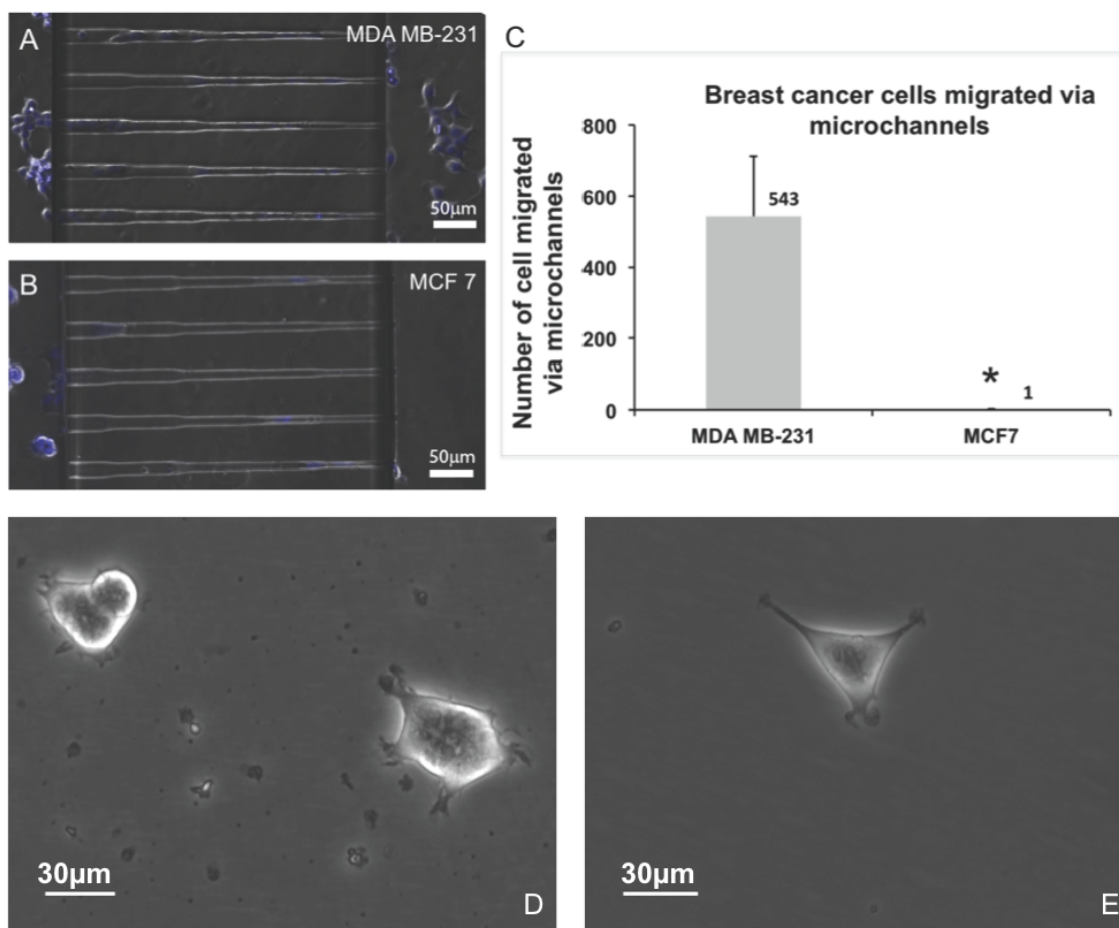 A
MDA MB-231
50µm
B
MCF 7
50µm
C
Breast cancer cells migrated via
microchannels
Number of cell migrated
via microchannels
800
600
400
200
0
543
*
1
MDA MB-231
MCF7
30µm
D
30µm
E